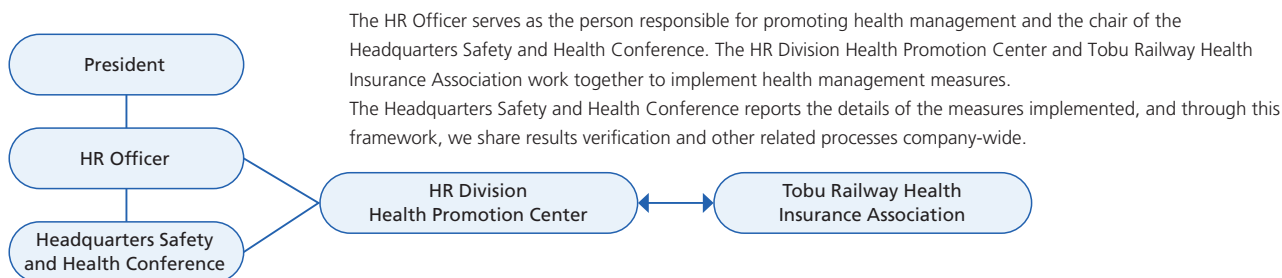 The HR Officer serves as the person responsible for promoting health management and the chair of the
Headquarters Safety and Health Conference. The HR Division Health Promotion Center and Tobu Railway Health
Insurance Association work together to implement health management measures.
The Headquarters Safety and Health Conference reports the details of the measures implemented, and through this
framework, we share results verification and other related processes company-wide.
President
HR Officer
Headquarters Safety
and Health Conference
HR Division
Health Promotion Center
Tobu Railway Health
Insurance Association